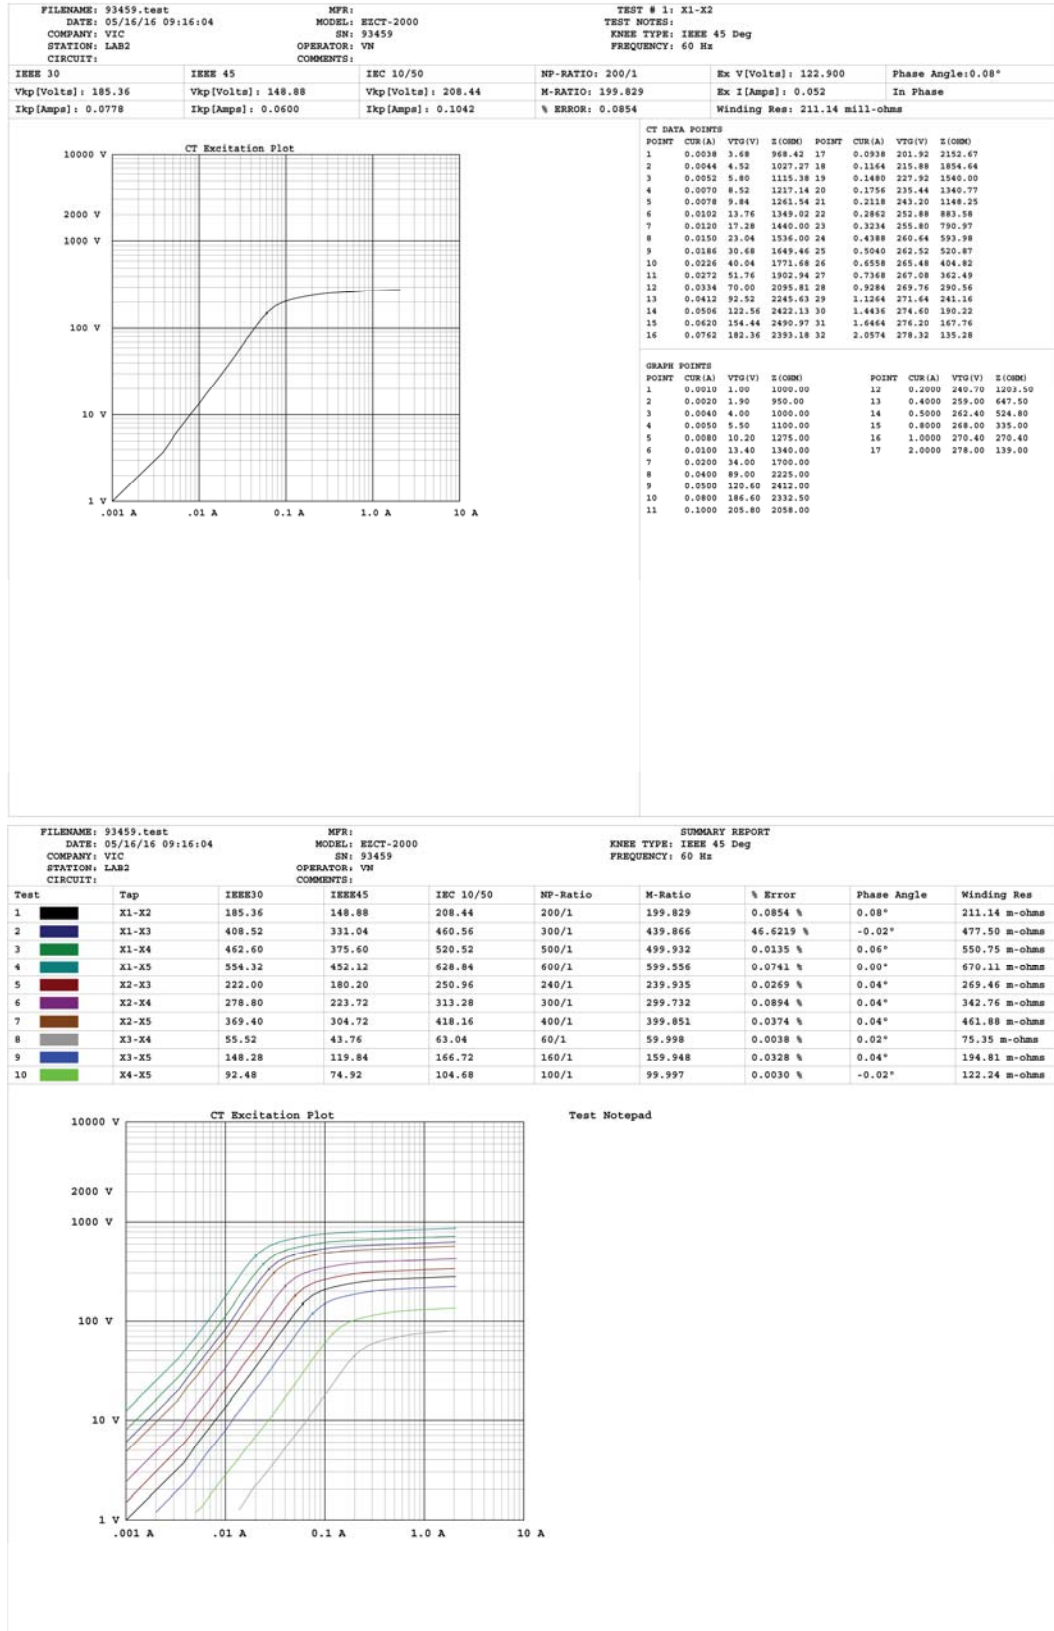 FILENAME: 93459.test MFR: TEST # 1: X1-X2
DATE: 05/16/16 09:16:04 MODEL: EZCT-2000 TEST NOTES:
COMPANY: VIC SN: 93459 KNEE TYPE: IEEE 45 Deg
STATION: LAB2 OPERATOR: VN FREQUENCY: 60 Hz
CIRCUIT: COMMENTS:
IEEE 30 IEEE 45 IEC 10/50 NP-RATIO: 200/1 Ex V[Volts]: 122.900 Phase Angle:0.08°
Vkp[Volts]: 185.36 Vkp[Volts]: 148.88 Vkp[Volts]: 208.44 M-RATIO: 199.829 Ex I[Amps]: 0.052 In Phase
Ikp[Amps]: 0.0778 Ikp[Amps]: 0.0600 Ikp[Amps]: 0.1042 % ERROR: 0.0854 Winding Res: 211.14 mill-ohms
CT Excitation Plot
10000 V
2000 V
1000 V
100 V
10 V
1 V
.001 A .01 A 0.1 A 1.0 A 10 A
CT DATA POINTS
POINT CUR(A) VTG(V) Z(OHM) POINT CUR(A) VTG(V) Z(OHM)
1 0.0038 3.68 968.42 17 0.0938 201.92 2152.67
2 0.0044 4.52 1027.27 18 0.1164 215.88 1854.64
3 0.0052 5.80 1115.38 19 0.1480 227.92 1540.00
4 0.0070 8.52 1217.14 20 0.1756 235.44 1340.77
5 0.0078 9.84 1261.54 21 0.2118 243.20 1148.25
6 0.0102 13.76 1349.02 22 0.2862 252.88 883.58
7 0.0120 17.28 1440.00 23 0.3234 255.80 790.97
8 0.0150 23.04 1536.00 24 0.4388 260.64 593.98
9 0.0186 30.68 1649.46 25 0.5040 262.52 520.87
10 0.0226 40.04 1771.68 26 0.6558 265.48 404.82
11 0.0272 51.76 1902.94 27 0.7368 267.08 362.49
12 0.0334 70.00 2095.81 28 0.9284 269.76 290.56
13 0.0412 92.52 2245.63 29 1.1264 271.64 241.16
14 0.0506 122.56 2422.13 30 1.4436 274.60 190.22
15 0.0620 154.44 2490.97 31 1.6464 276.20 167.76
16 0.0762 182.36 2393.18 32 2.0574 278.32 135.28
GRAPH POINTS
POINT CUR(A) VTG(V) Z(OHM) POINT CUR(A) VTG(V) Z(OHM)
1 0.0010 1.00 1000.00 12 0.2000 240.70 1203.50
2 0.0020 1.90 950.00 13 0.4000 259.00 647.50
3 0.0040 4.00 1000.00 14 0.5000 262.40 524.80
4 0.0050 5.50 1100.00 15 0.8000 268.00 335.00
5 0.0080 10.20 1275.00 16 1.0000 270.40 270.40
6 0.0100 13.40 1340.00 17 2.0000 278.00 139.00
7 0.0200 34.00 1700.00
8 0.0400 89.00 2225.00
9 0.0500 120.60 2412.00
10 0.0800 186.60 2332.50
11 0.1000 205.80 2058.00
FILENAME: 93459.test MFR: SUMMARY REPORT
DATE: 05/16/16 09:16:04 MODEL: EZCT-2000 KNEE TYPE: IEEE 45 Deg
COMPANY: VIC SN: 93459 FREQUENCY: 60 Hz
STATION: LAB2 OPERATOR: VN
CIRCUIT: COMMENTS:
Test Tap IEEE30 IEEE45 IEC 10/50 NP-Ratio M-Ratio % Error Phase Angle Winding Res
1 X1-X2 185.36 148.88 208.44 200/1 199.829 0.0854 % 0.08° 211.14 m-ohms
2 X1-X3 408.52 331.04 460.56 300/1 439.866 46.6219 % -0.02° 477.50 m-ohms
3 X1-X4 462.60 375.60 520.52 500/1 499.932 0.0135 % 0.06° 550.75 m-ohms
4 X1-X5 554.32 452.12 628.84 600/1 599.556 0.0741 % 0.00° 670.11 m-ohms
5 X2-X3 222.00 180.20 250.96 240/1 239.935 0.0269 % 0.04° 269.46 m-ohms
6 X2-X4 278.80 223.72 313.28 300/1 299.732 0.0894 % 0.04° 342.76 m-ohms
7 X2-X5 369.40 304.72 418.16 400/1 399.851 0.0374 % 0.04° 461.88 m-ohms
8 X3-X4 55.52 43.76 63.04 60/1 59.998 0.0038 % 0.02° 75.35 m-ohms
9 X3-X5 148.28 119.84 166.72 160/1 159.948 0.0328 % 0.04° 194.81 m-ohms
10 X4-X5 92.48 74.92 104.68 100/1 99.997 0.0030 % -0.02° 122.24 m-ohms
CT Excitation Plot Test Notepad
10000 V
2000 V
1000 V
100 V
10 V
1 V
.001 A .01 A 0.1 A 1.0 A 10 A